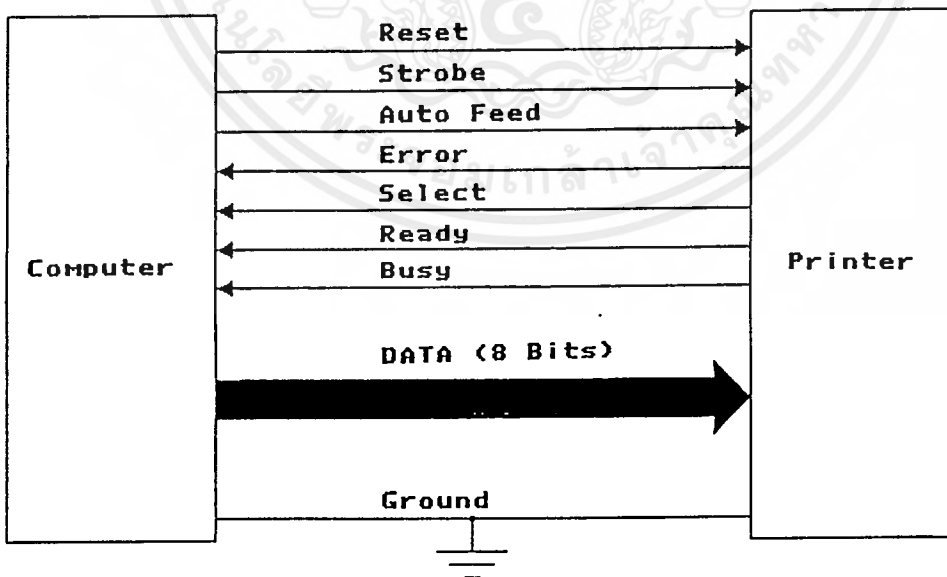 Reset
Strobe
Auto Feed
Error
Select
Ready
Busy
Computer
Printer
DATA (8 Bits)
Ground